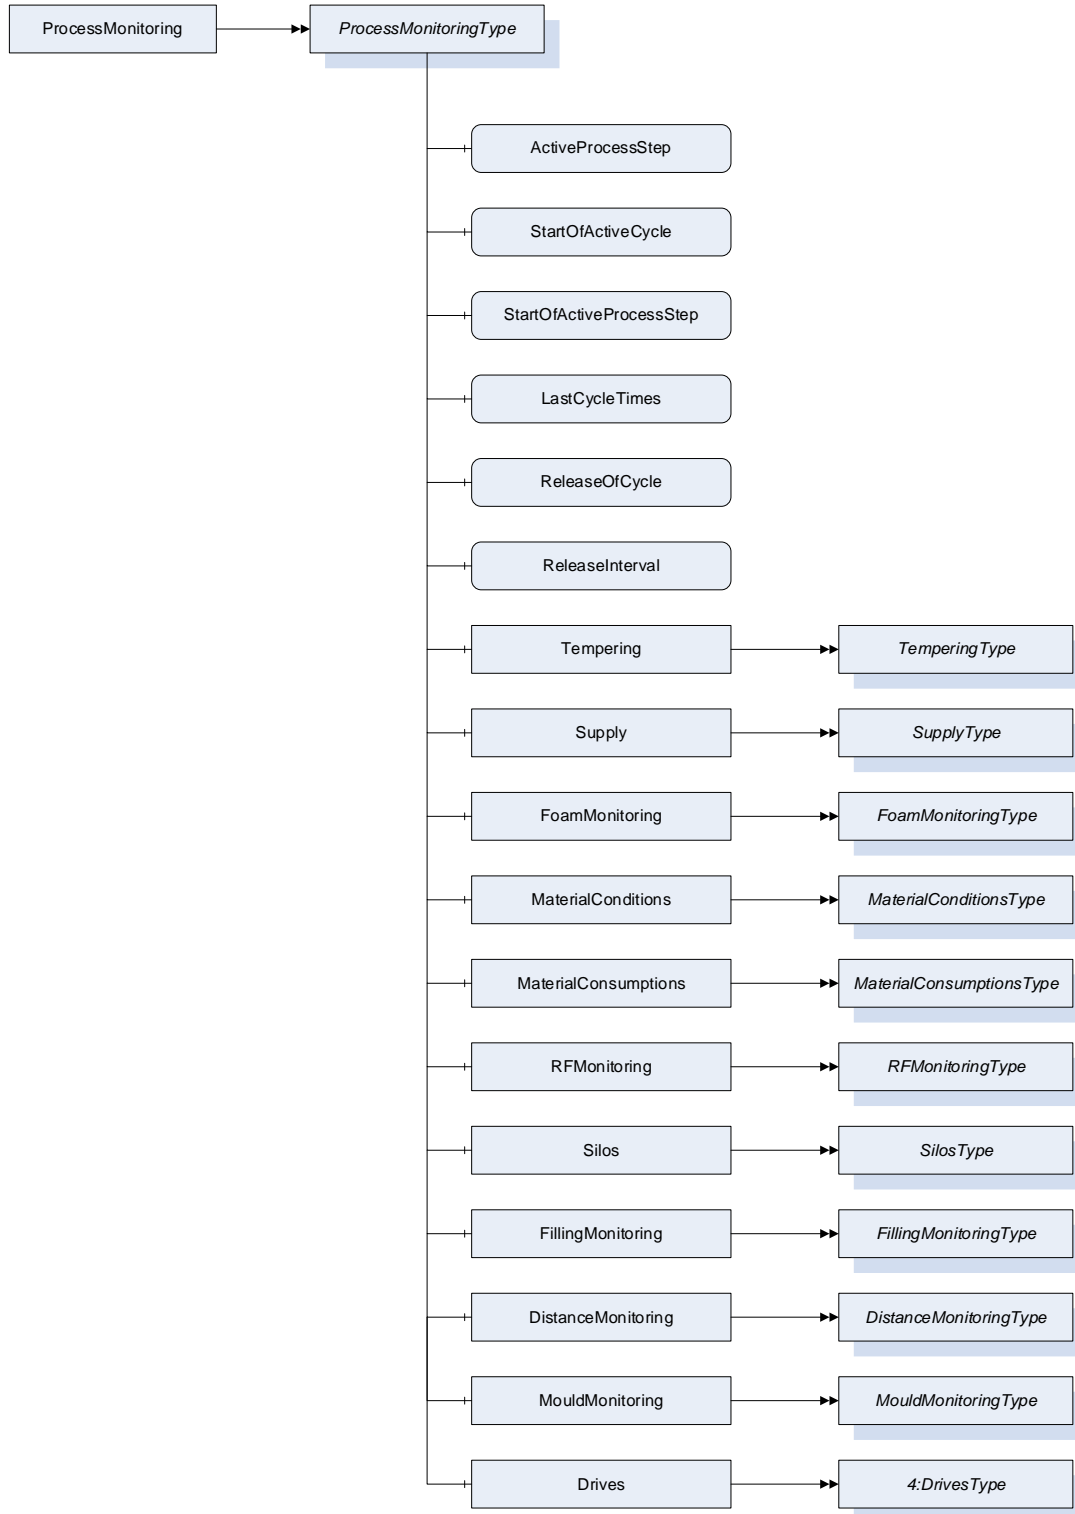 ProcessMonitoring
ProcessMonitoringType
ActiveProcessStep
StartOfActiveCycle
StartOfActiveProcessStep
LastCycleTimes
ReleaseOfCycle
ReleaseInterval
Tempering
TemperingType
Supply
SupplyType
FoamMonitoring
FoamMonitoringType
MaterialConditions
MaterialConditionsType
MaterialConsumptions
MaterialConsumptionsType
RFMonitoring
RFMonitoringType
Silos
SilosType
FillingMonitoring
FillingMonitoringType
DistanceMonitoring
DistanceMonitoringType
MouldMonitoring
MouldMonitoringType
Drives
4:DrivesType